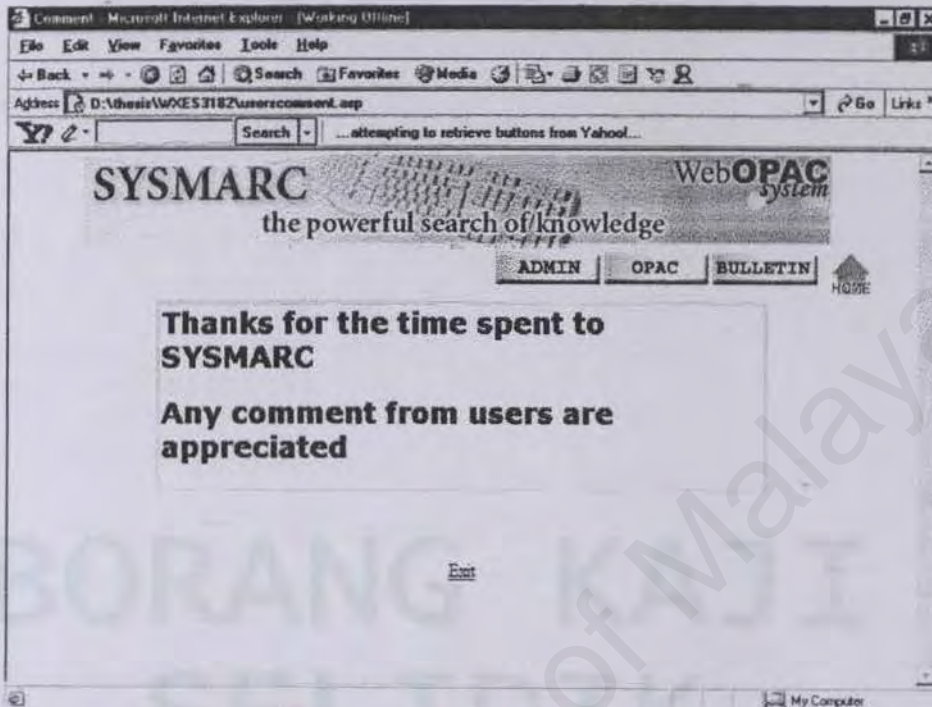 Comment - Microsoft Internet Explorer - [Working Offline]
File Edit View Favorites Tools Help
Back Search Favorites Media
Address D:\thesis\WXES3182\userscomment.asp Go Links
Y! Search ...attempting to retrieve buttons from Yahoo!...
SYSMARC WebOPAC system
the powerful search of knowledge
ADMIN OPAC BULLETIN HOME
Thanks for the time spent to
SYSMARC
Any comment from users are
appreciated
BORANG KAJI
Exit
of Malaya
My Computer